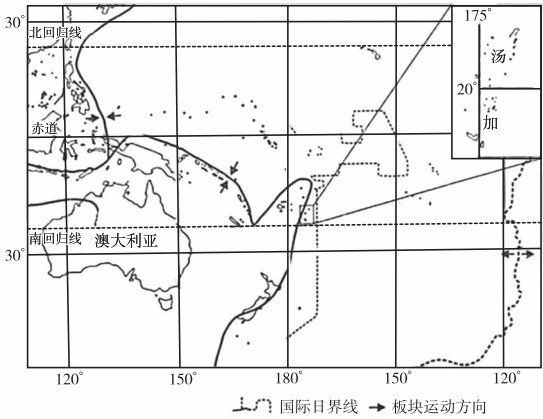 30°
北回归线
赤道
南回归线
澳大利亚
30°
175°
汤
20°
加
120°
150°
180°
150°
120°
国际日界线
板块运动方向